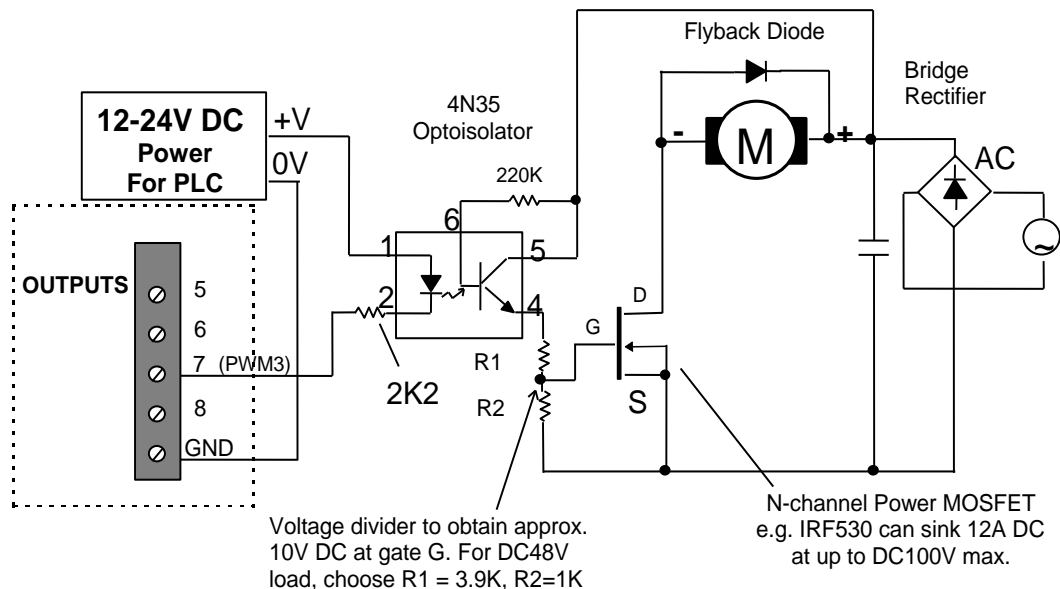 Flyback Diode
Bridge
Rectifier
4N35
Optoisolator
12-24V DC
Power
For PLC
+V
0V
220K
- M +
AC
~
6
1
5
2
4
OUTPUTS
5
6
7 (PWM3)
8
GND
2K2
R1
R2
D
G
S
Voltage divider to obtain approx.
10V DC at gate G. For DC48V
load, choose R1 = 3.9K, R2=1K
N-channel Power MOSFET
e.g. IRF530 can sink 12A DC
at up to DC100V max.